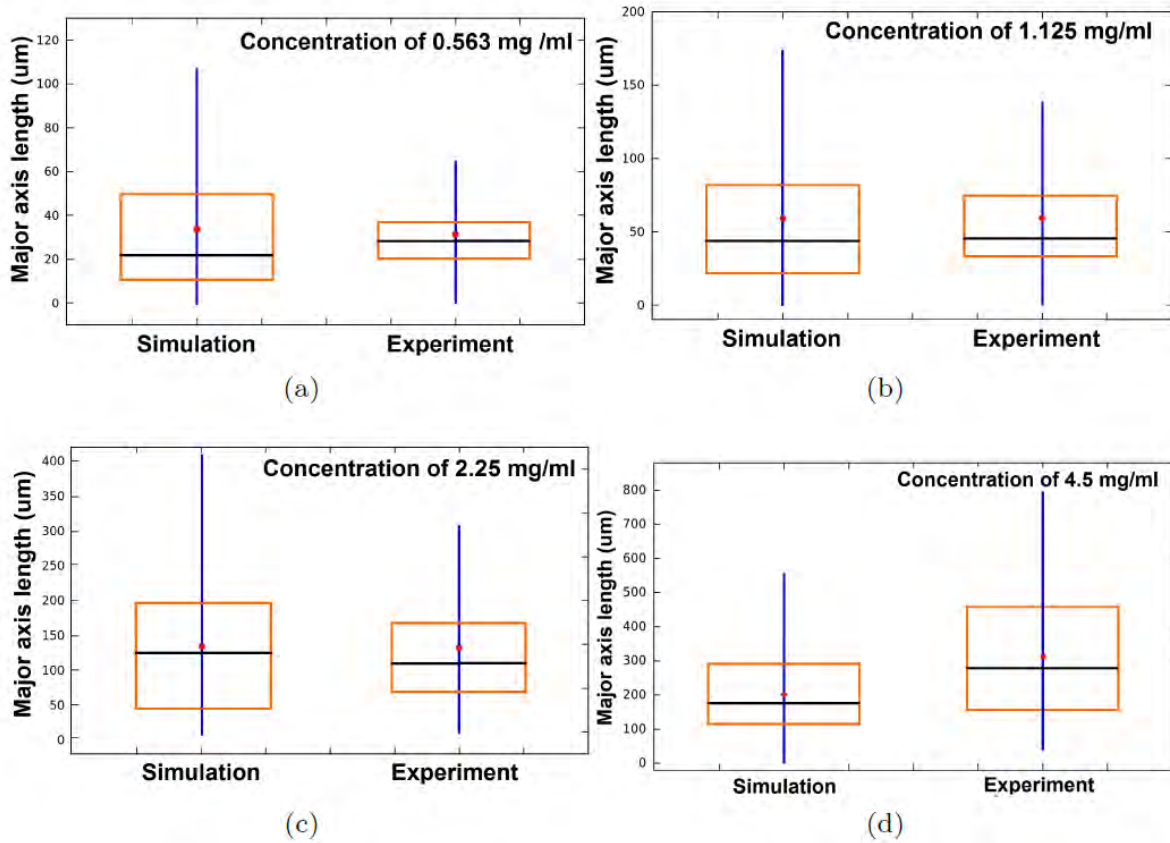 Concentration of 0.563 mg /ml
Major axis length (um)
120
100
80
60
40
20
0
Simulation Experiment
(a)
Concentration of 1.125 mg/ml
Major axis length (um)
200
150
100
50
0
Simulation Experiment
(b)
Concentration of 2.25 mg/ml
Major axis length (um)
400
350
300
250
200
150
100
50
0
Simulation Experiment
(c)
Concentration of 4.5 mg/ml
Major axis length (um)
800
700
600
500
400
300
200
100
0
Simulation Experiment
(d)